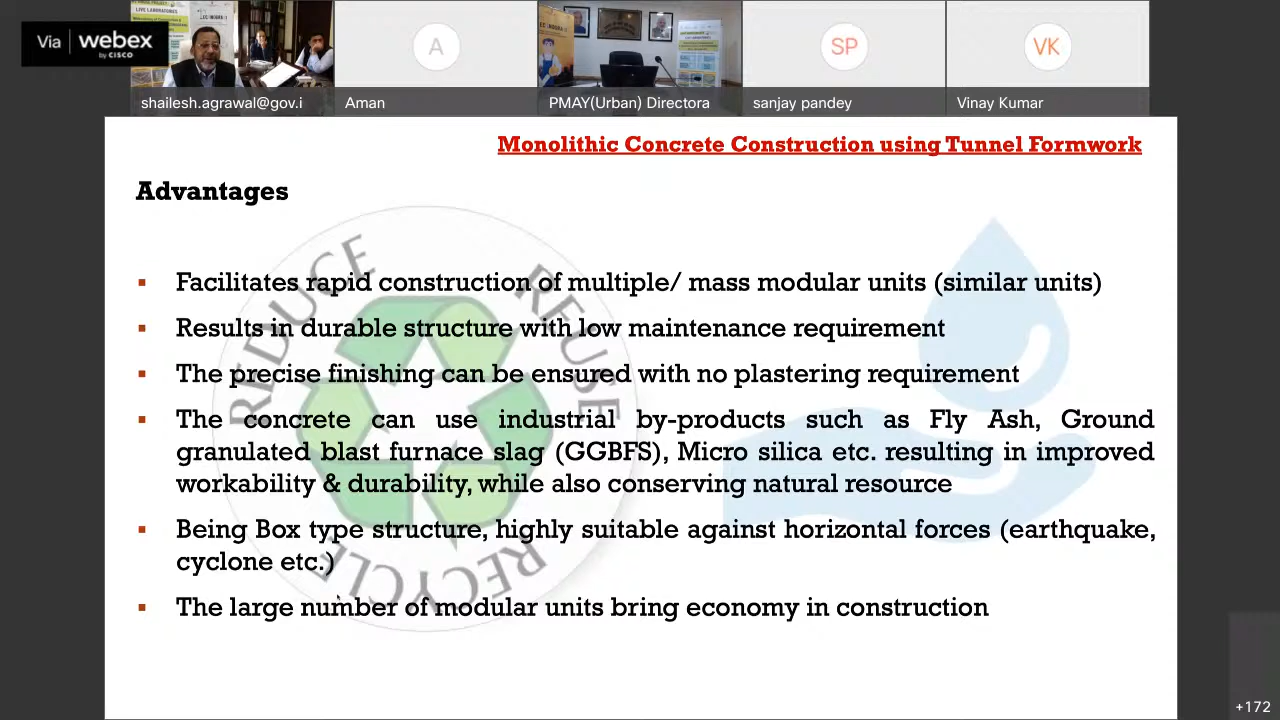 Via webex
by CISCO
LIVE LABORATORIES
shailesh.agrawal@gov.i
A
Aman
PMAY(Urban) Directora
SP
sanjay pandey
VK
Vinay Kumar
Monolithic Concrete Construction using Tunnel Formwork
Advantages
REDUCE
REFUSE
RECYCLE
▪ Facilitates rapid construction of multiple/ mass modular units (similar units)
▪ Results in durable structure with low maintenance requirement
▪ The precise finishing can be ensured with no plastering requirement
▪ The concrete can use industrial by-products such as Fly Ash, Ground
granulated blast furnace slag (GGBFS), Micro silica etc. resulting in improved
workability & durability, while also conserving natural resource
▪ Being Box type structure, highly suitable against horizontal forces (earthquake,
cyclone etc.)
▪ The large number of modular units bring economy in construction
+172